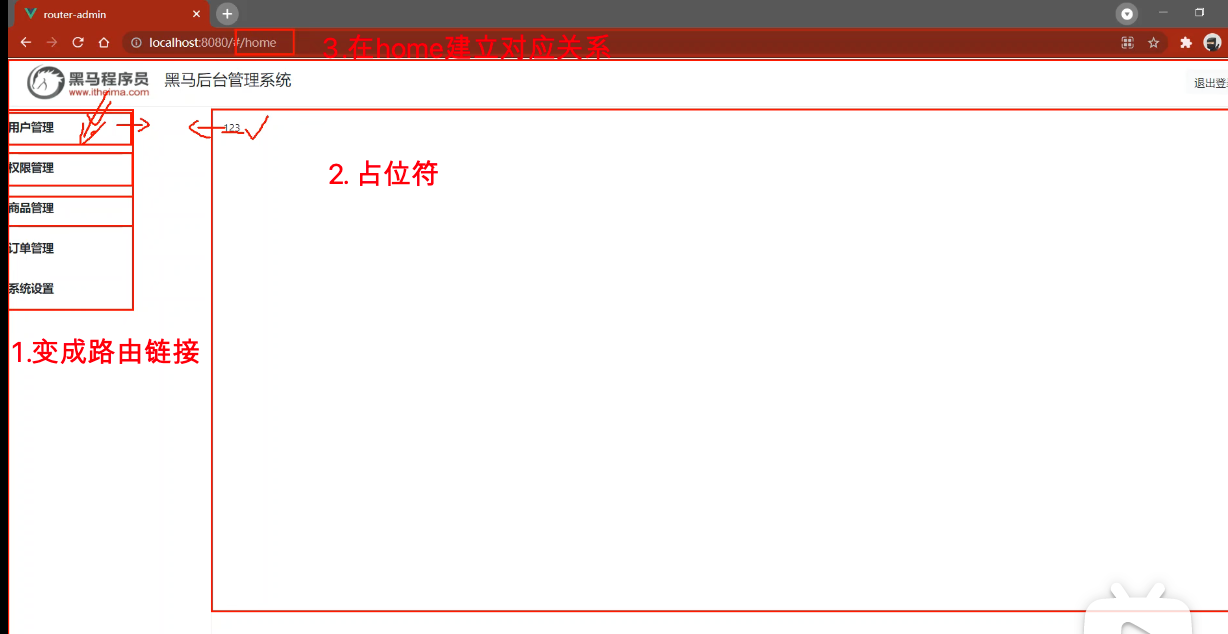 router-admin
localhost:8080/#/home
3.在home建立对应关系
黑马程序员
www.itheima.com
黑马后台管理系统
退出登
用户管理
123
权限管理
2. 占位符
商品管理
订单管理
系统设置
1.变成路由链接